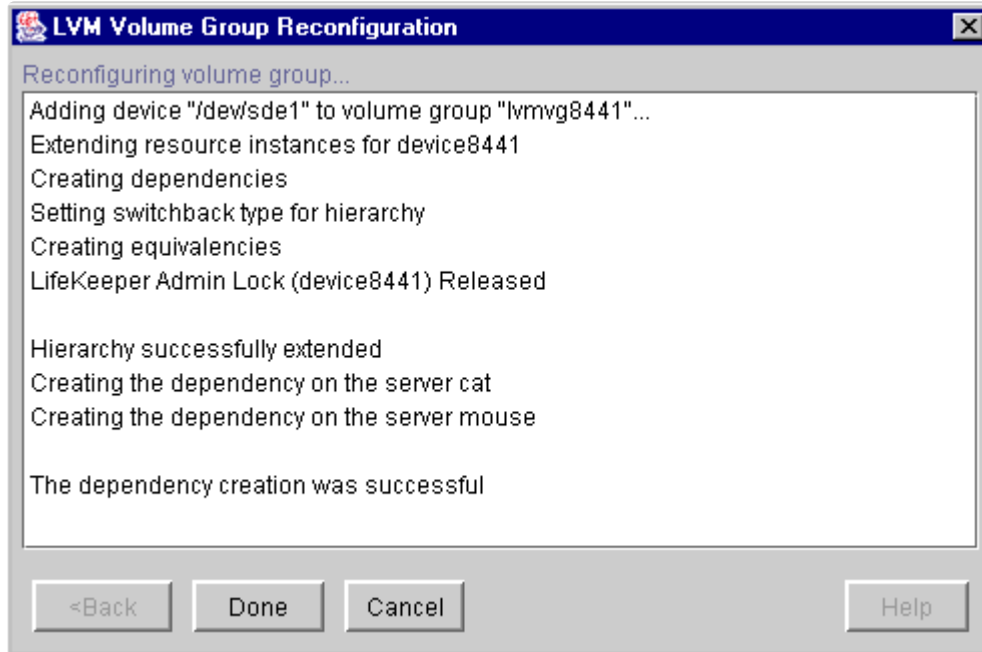 LVM Volume Group Reconfiguration
Reconfiguring volume group...
Adding device "/dev/sde1" to volume group "lvmvg8441"...
Extending resource instances for device8441
Creating dependencies
Setting switchback type for hierarchy
Creating equivalencies
LifeKeeper Admin Lock (device8441) Released
Hierarchy successfully extended
Creating the dependency on the server cat
Creating the dependency on the server mouse
The dependency creation was successful
<Back Done Cancel Help